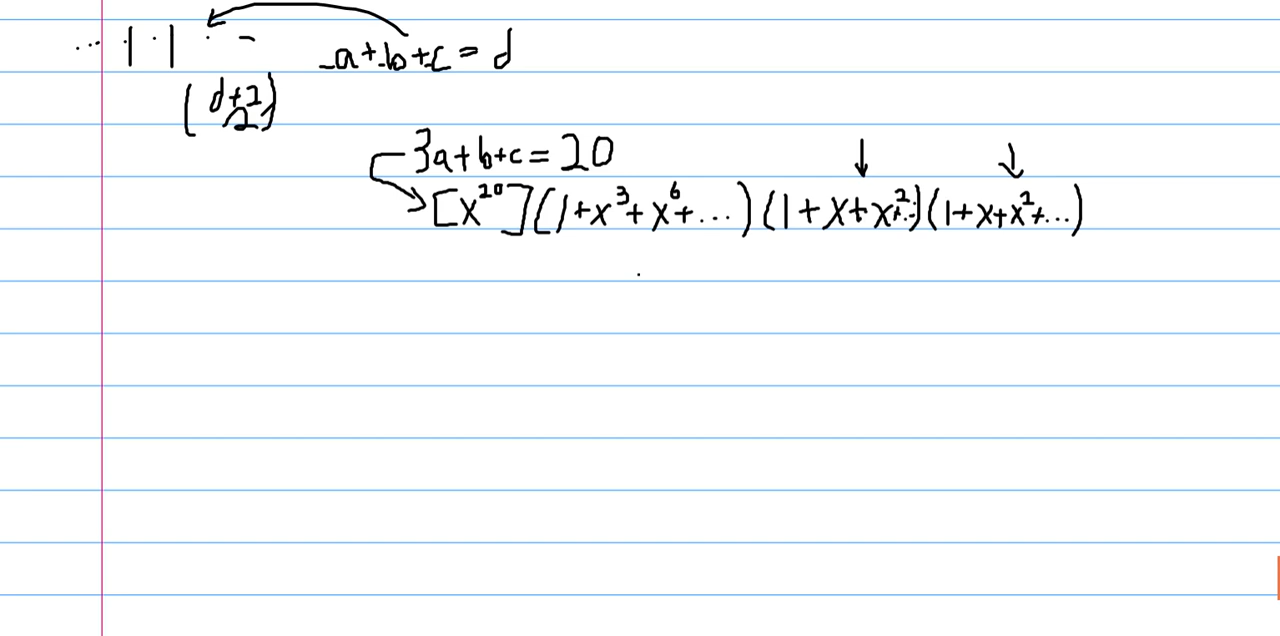 ... | · | · - a+b+c = d
(d+2
2)
3a+b+c = 20
[x^20](1+x^3+x^6+...)(1+x+x^2+...)(1+x+x^2+...)